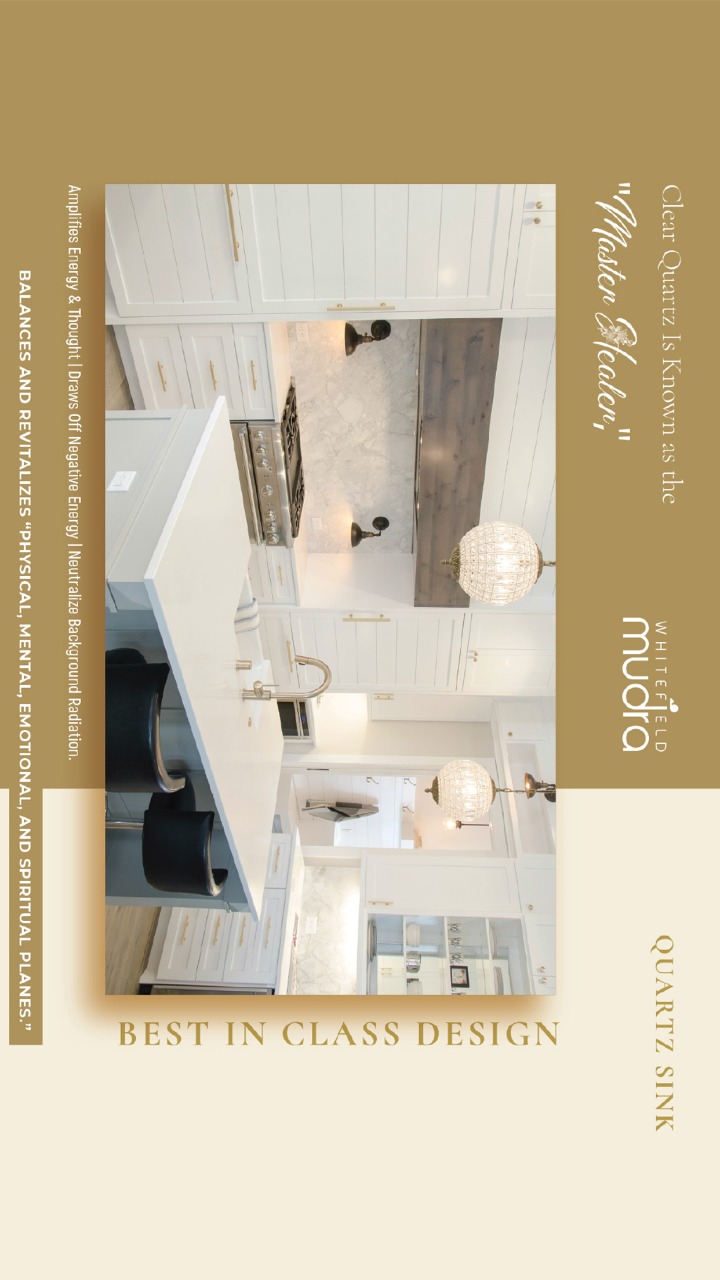 Clear Quartz Is Known as the
"Master Healer,"
WHITEFIELD
mudra
QUARTZ SINK
BEST IN CLASS DESIGN
Amplifies Energy & Thought | Draws Off Negative Energy | Neutralize Background Radiation.
BALANCES AND REVITALIZES “PHYSICAL, MENTAL, EMOTIONAL, AND SPIRITUAL PLANES.”